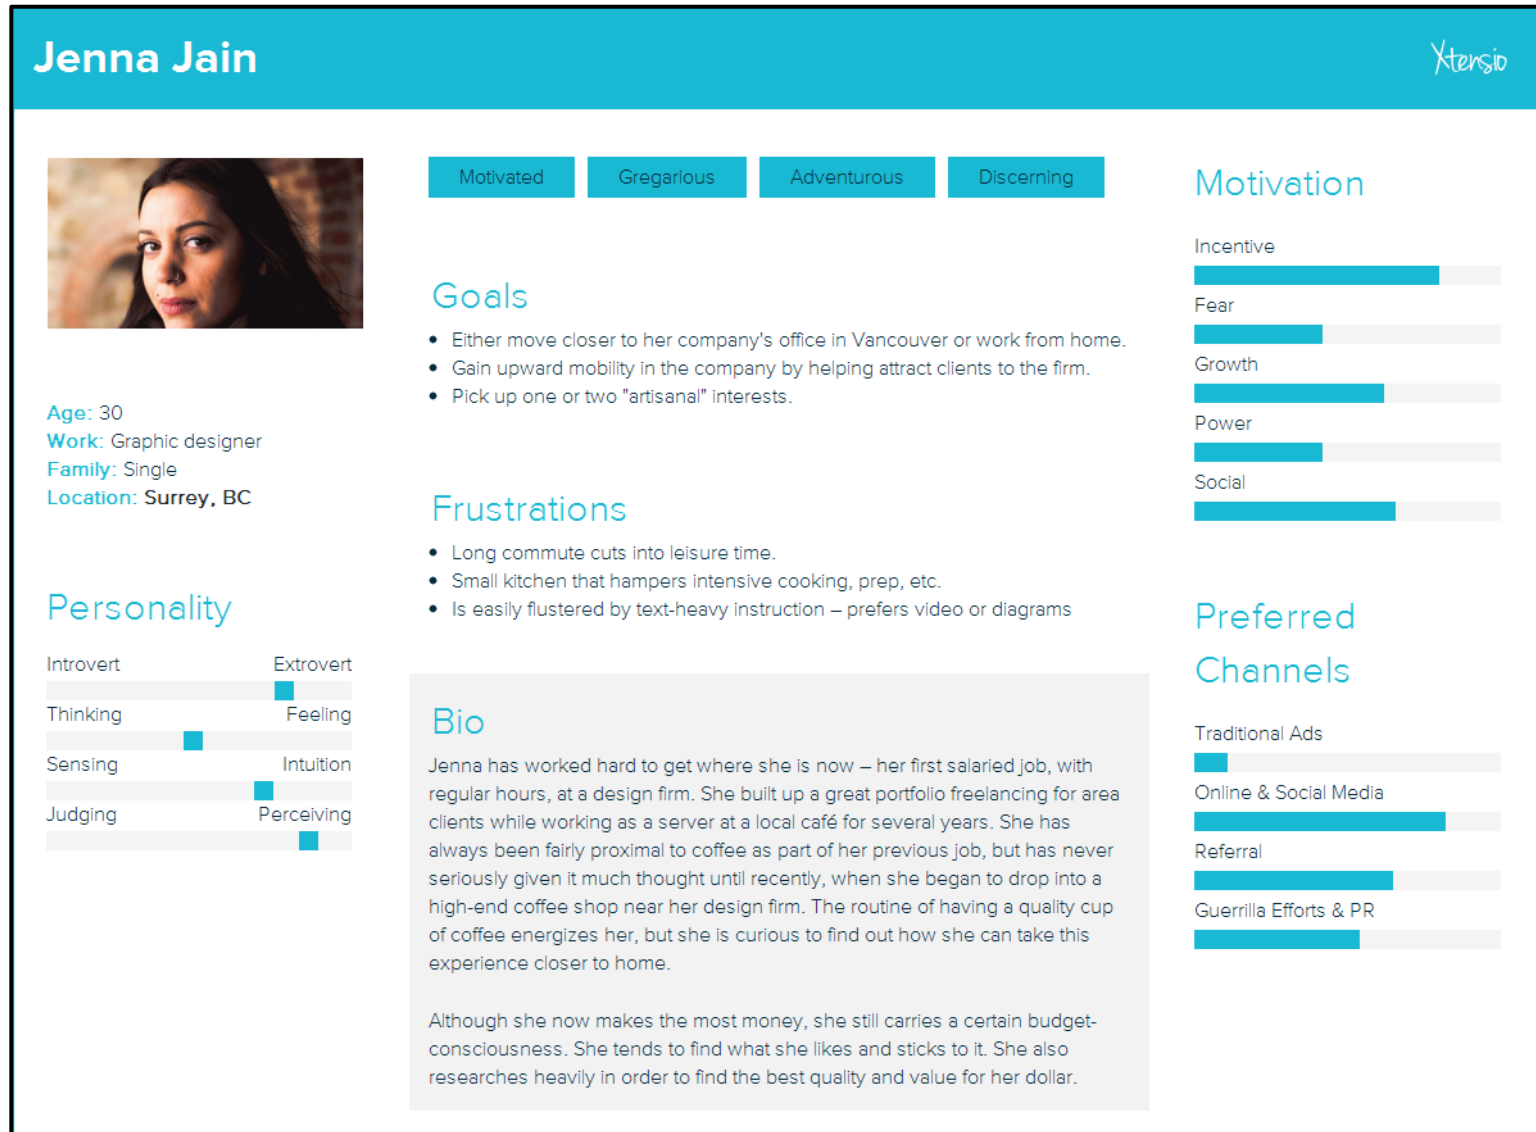 Jenna Jain
Xtensio
Motivated
Gregarious
Adventurous
Discerning
Age: 30
Work: Graphic designer
Family: Single
Location: Surrey, BC
Personality
Introvert Extrovert
Thinking Feeling
Sensing Intuition
Judging Perceiving
Goals
• Either move closer to her company's office in Vancouver or work from home.
• Gain upward mobility in the company by helping attract clients to the firm.
• Pick up one or two "artisanal" interests.
Frustrations
• Long commute cuts into leisure time.
• Small kitchen that hampers intensive cooking, prep, etc.
• Is easily flustered by text-heavy instruction – prefers video or diagrams
Bio
Jenna has worked hard to get where she is now – her first salaried job, with
regular hours, at a design firm. She built up a great portfolio freelancing for area
clients while working as a server at a local café for several years. She has
always been fairly proximal to coffee as part of her previous job, but has never
seriously given it much thought until recently, when she began to drop into a
high-end coffee shop near her design firm. The routine of having a quality cup
of coffee energizes her, but she is curious to find out how she can take this
experience closer to home.
Although she now makes the most money, she still carries a certain budget-
consciousness. She tends to find what she likes and sticks to it. She also
researches heavily in order to find the best quality and value for her dollar.
Motivation
Incentive
Fear
Growth
Power
Social
Preferred
Channels
Traditional Ads
Online & Social Media
Referral
Guerrilla Efforts & PR